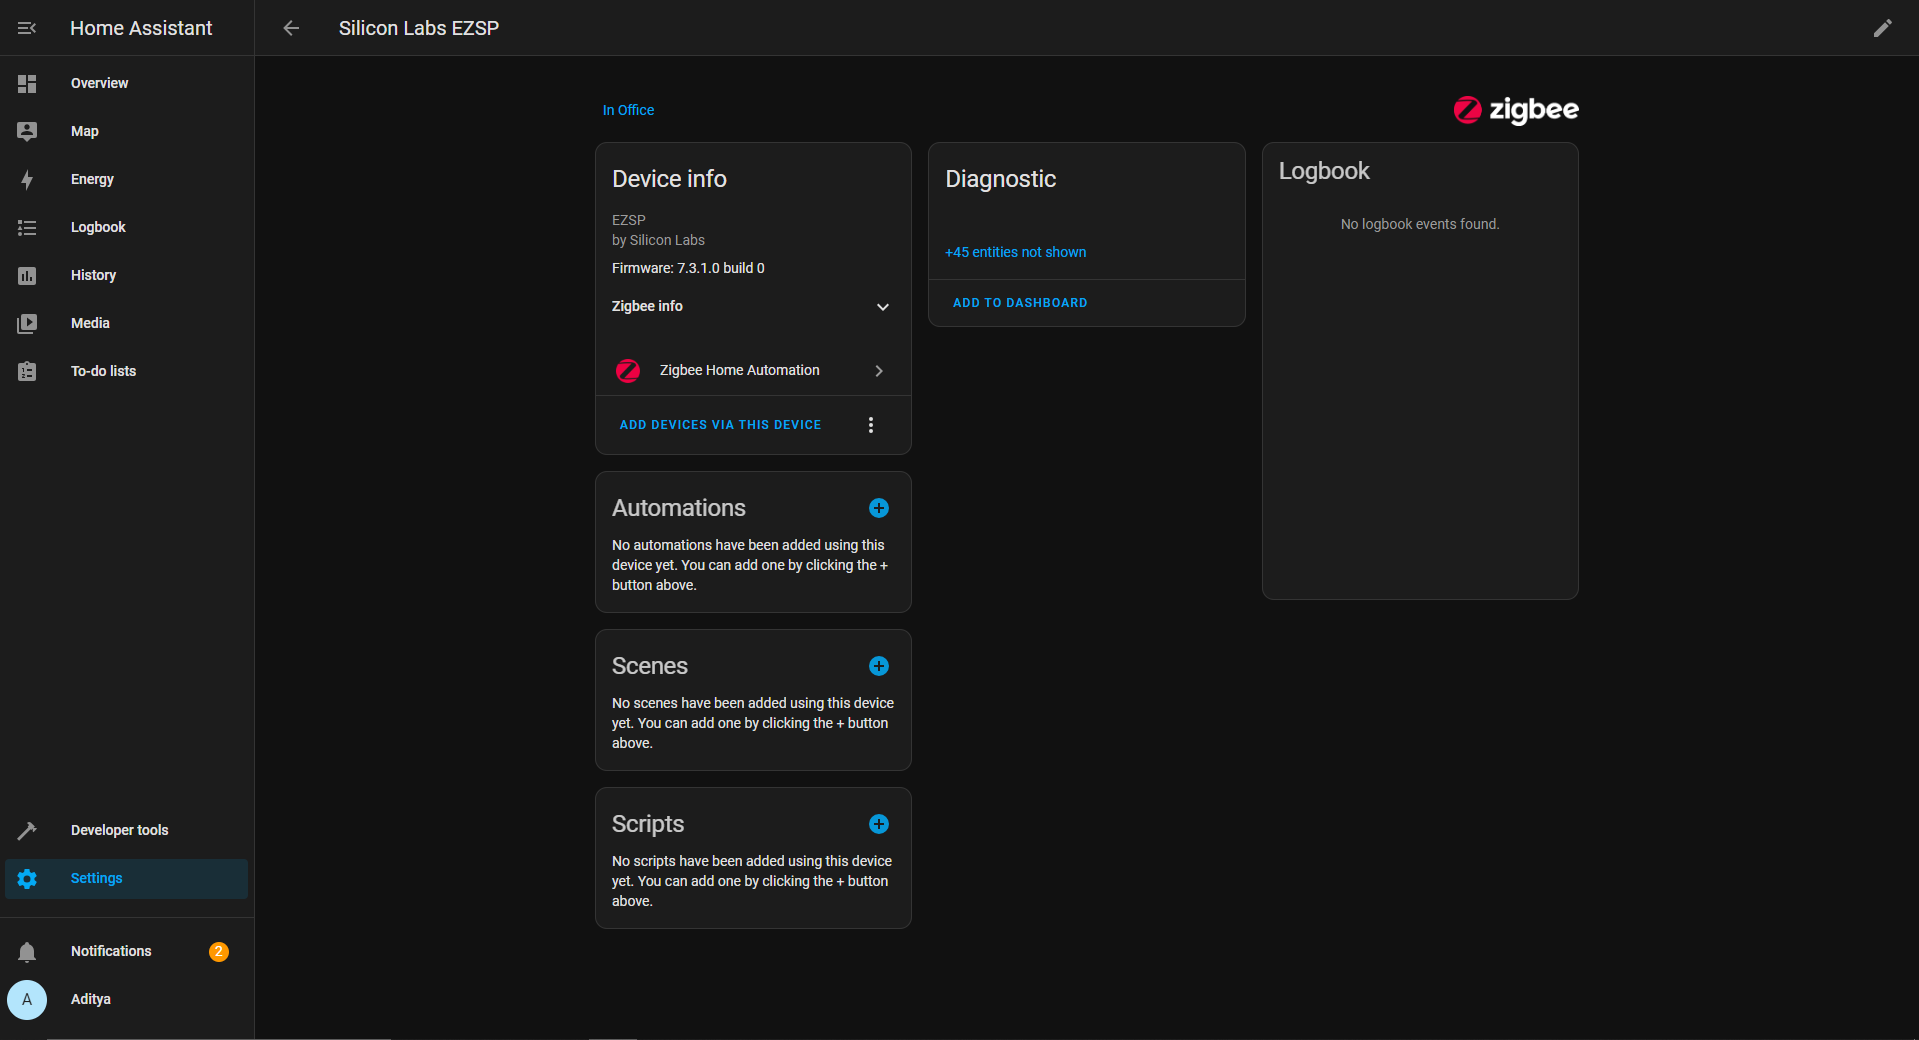 Home Assistant
Silicon Labs EZSP
Overview
Map
Energy
Logbook
History
Media
To-do lists
Developer tools
Settings
Notifications
2
A
Aditya
In Office
zigbee
Device info
EZSP
by Silicon Labs
Firmware: 7.3.1.0 build 0
Zigbee info
Zigbee Home Automation
ADD DEVICES VIA THIS DEVICE
Automations
No automations have been added using this
device yet. You can add one by clicking the +
button above.
Scenes
No scenes have been added using this device
yet. You can add one by clicking the + button
above.
Scripts
No scripts have been added using this device
yet. You can add one by clicking the + button
above.
Diagnostic
+45 entities not shown
ADD TO DASHBOARD
Logbook
No logbook events found.